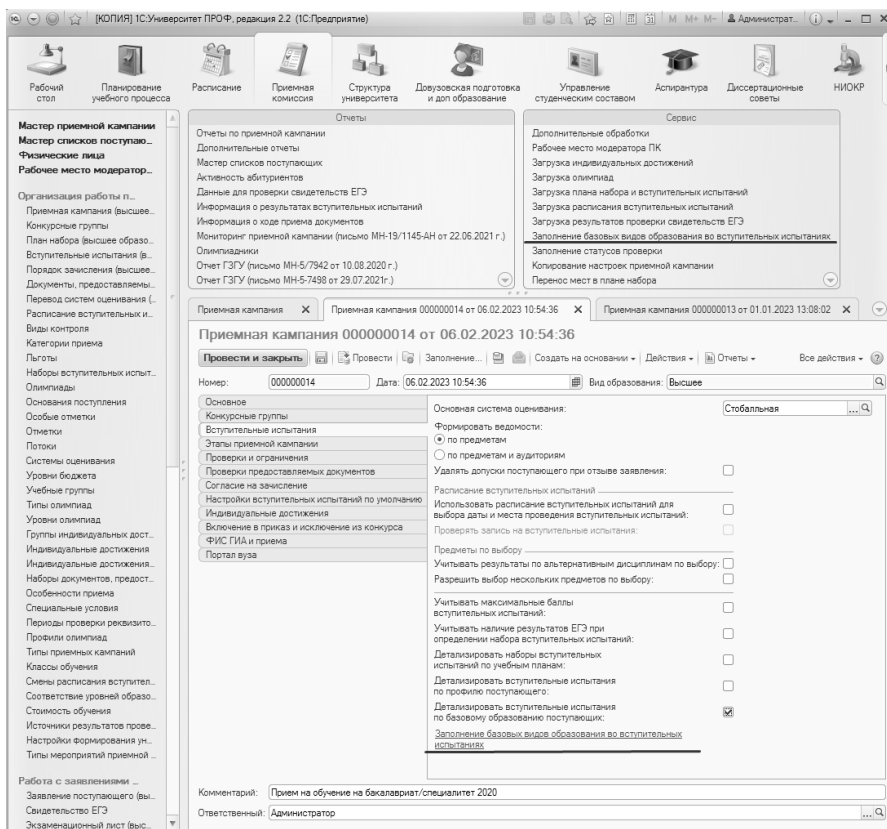 [КОПИЯ] 1С:Университет ПРОФ, редакция 2.2 (1С:Предприятие)
M M+ M- Администрат...
Рабочий стол
Планирование учебного процесса
Расписание
Приемная комиссия
Структура университета
Довузовская подготовка и доп образование
Управление студенческим составом
Аспирантура
Диссертационные советы
НИОКР
Мастер приемной кампании
Мастер списков поступаю...
Физические лица
Рабочее место модератор...
Организация работы п...
Приемная кампания (высшее...
Конкурсные группы
План набора (высшее образо...
Вступительные испытания (в...
Порядок зачисления (высшее...
Документы, предоставляемы...
Перевод систем оценивания (...
Расписание вступительных и...
Виды контроля
Категории приема
Льготы
Наборы вступительных испыт...
Олимпиады
Основания поступления
Особые отметки
Отметки
Потоки
Системы оценивания
Уровни бюджета
Учебные группы
Типы олимпиад
Уровни олимпиад
Группы индивидуальных дост...
Индивидуальные достижения
Индивидуальные достижения...
Наборы документов, предост...
Особенности приема
Специальные условия
Периоды проверки реквизито...
Профили олимпиад
Типы приемных кампаний
Классы обучения
Смены расписания вступител...
Соответствие уровней образо...
Стоимость обучения
Источники результатов прове...
Настройки формирования ун...
Типы мероприятий приемной ...
Работа с заявлениями ...
Заявление поступающего (вы...
Свидетельство ЕГЭ
Экзаменационный лист (выс...
Отчеты
Отчеты по приемной кампании
Дополнительные отчеты
Мастер списков поступающих
Активность абитуриентов
Данные для проверки свидетельств ЕГЭ
Информация о результатах вступительных испытаний
Информация о ходе приема документов
Мониторинг приемной кампании (письмо МН-19/1145-АН от 22.06.2021 г.)
Олимпиадники
Отчет ГЗГУ (письмо МН-5/7942 от 10.08.2020 г.)
Отчет ГЗГУ (письмо МН-5-7498 от 29.07.2021г.)
Сервис
Дополнительные обработки
Рабочее место модератора ПК
Загрузка индивидуальных достижений
Загрузка олимпиад
Загрузка плана набора и вступительных испытаний
Загрузка расписания вступительных испытаний
Загрузка результатов проверки свидетельств ЕГЭ
Заполнение базовых видов образования во вступительных испытаниях
Заполнение статусов проверки
Копирование настроек приемной кампании
Перенос мест в плане набора
Приемная кампания X
Приемная кампания 000000014 от 06.02.2023 10:54:36 X
Приемная кампания 000000013 от 01.01.2023 13:08:02 X
Приемная кампания 000000014 от 06.02.2023 10:54:36
Провести и закрыть Провести Заполнение... Создать на основании Действия Отчеты Все действия
Номер: 000000014 Дата: 06.02.2023 10:54:36 Вид образования: Высшее
Основное
Конкурсные группы
Вступительные испытания
Этапы приемной кампании
Проверки и ограничения
Проверки предоставляемых документов
Согласие на зачисление
Настройки вступительных испытаний по умолчанию
Индивидуальные достижения
Включение в приказ и исключение из конкурса
ФИС ГИА и приема
Портал вуза
Основная система оценивания: Стобалльная
Формировать ведомости:
по предметам
по предметам и аудиториям
Удалять допуски поступающего при отзыве заявления:
Расписание вступительных испытаний
Использовать расписание вступительных испытаний для
выбора даты и места проведения вступительных испытаний:
Проверять запись на вступительные испытания:
Предметы по выбору
Учитывать результаты по альтернативным дисциплинам по выбору:
Разрешить выбор нескольких предметов по выбору:
Учитывать максимальные баллы
вступительных испытаний:
Учитывать наличие результатов ЕГЭ при
определении набора вступительных испытаний:
Детализировать наборы вступительных
испытаний по учебным планам:
Детализировать вступительные испытания
по профилю поступающего:
Детализировать вступительные испытания
по базовому образованию поступающих:
Заполнение базовых видов образования во вступительных
испытаниях
Комментарий: Прием на обучение на бакалавриат/специалитет 2020
Ответственный: Администратор